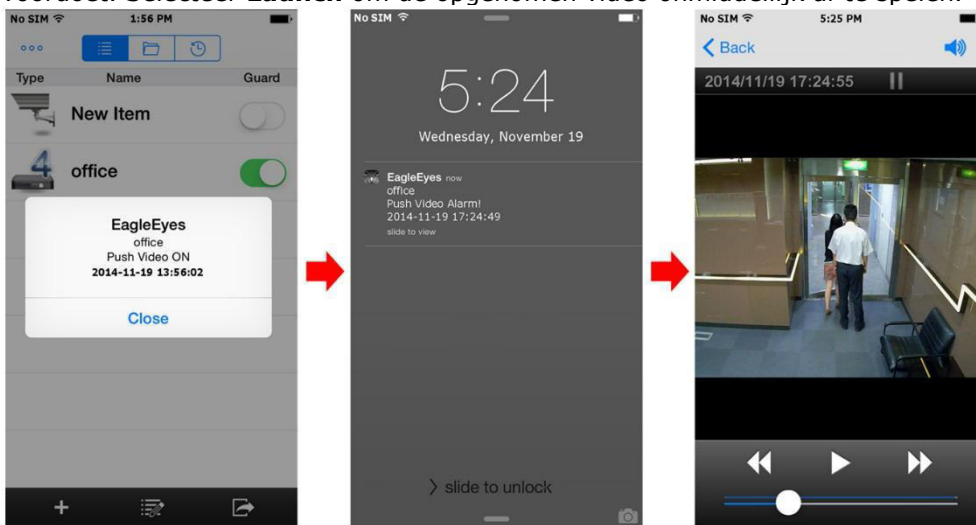 Selecteer Launch om de opgenomen video onmiddellijk af te spelen.
No SIM 1:56 PM
Type Name Guard
New Item
4 office
EagleEyes
office
Push Video ON
2014-11-19 13:56:02
Close
No SIM
5:24
Wednesday, November 19
EagleEyes now
office
Push Video Alarm!
2014-11-19 17:24:49
slide to view
> slide to unlock
No SIM 5:25 PM
Back
2014/11/19 17:24:55